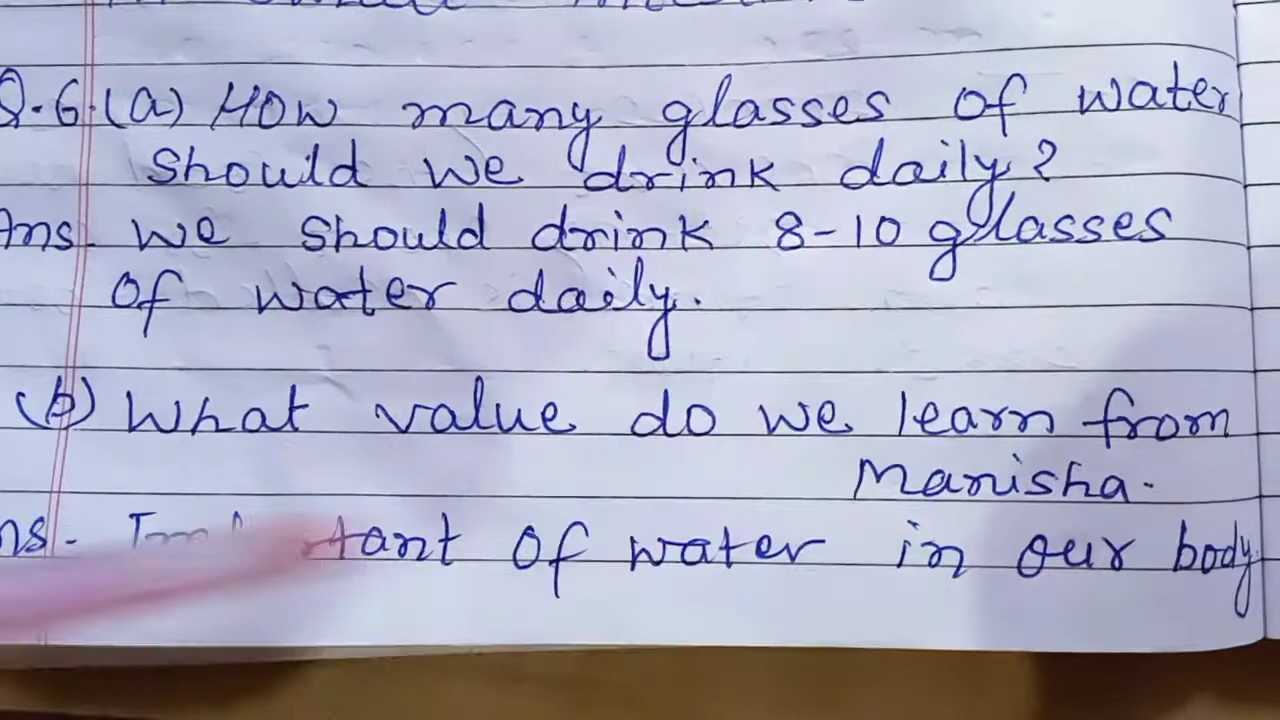 Q.6.(a) How many glasses of water
should we drink daily?
Ans. we should drink 8-10 glasses
of water daily.
(b) What value do we learn from
Manisha.
ns. tant of water in our body